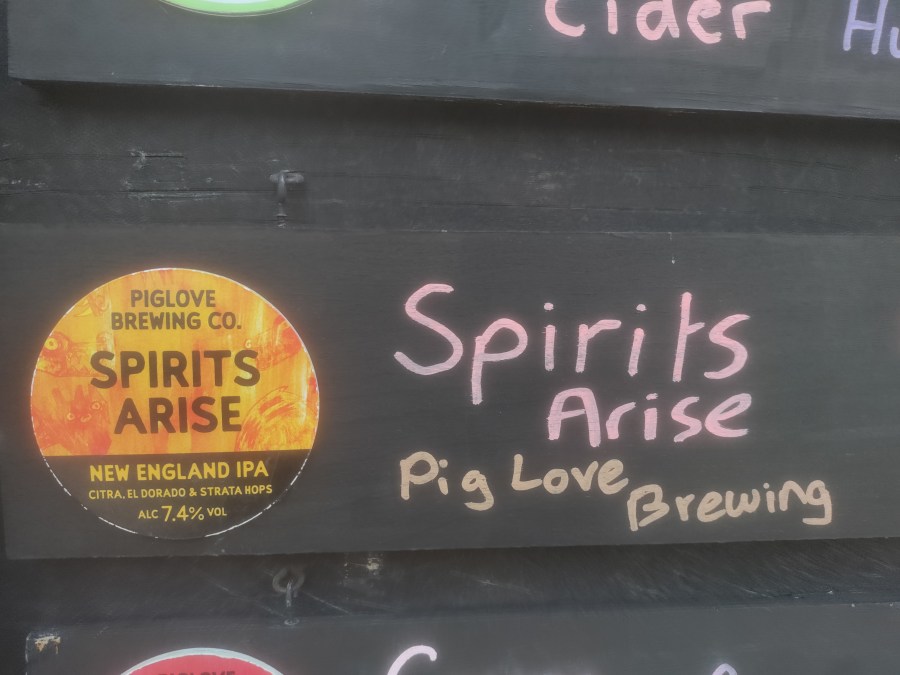 Cider
PIGLOVE
BREWING CO.
SPIRITS
ARISE
NEW ENGLAND IPA
CITRA, EL DORADO & STRATA HOPS
ALC 7.4% VOL
Spirits
Arise
Pig Love
Brewing
PIGLOVE